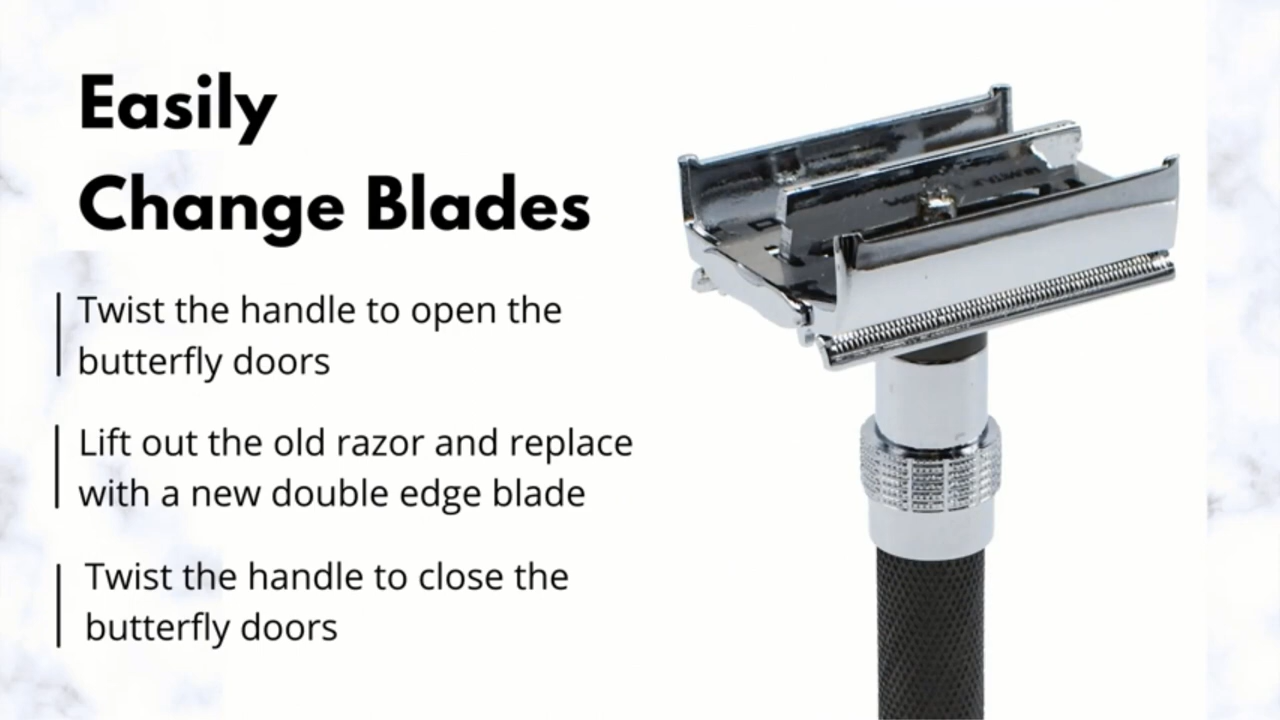 Easily
Change Blades
Twist the handle to open the
butterfly doors
Lift out the old razor and replace
with a new double edge blade
Twist the handle to close the
butterfly doors